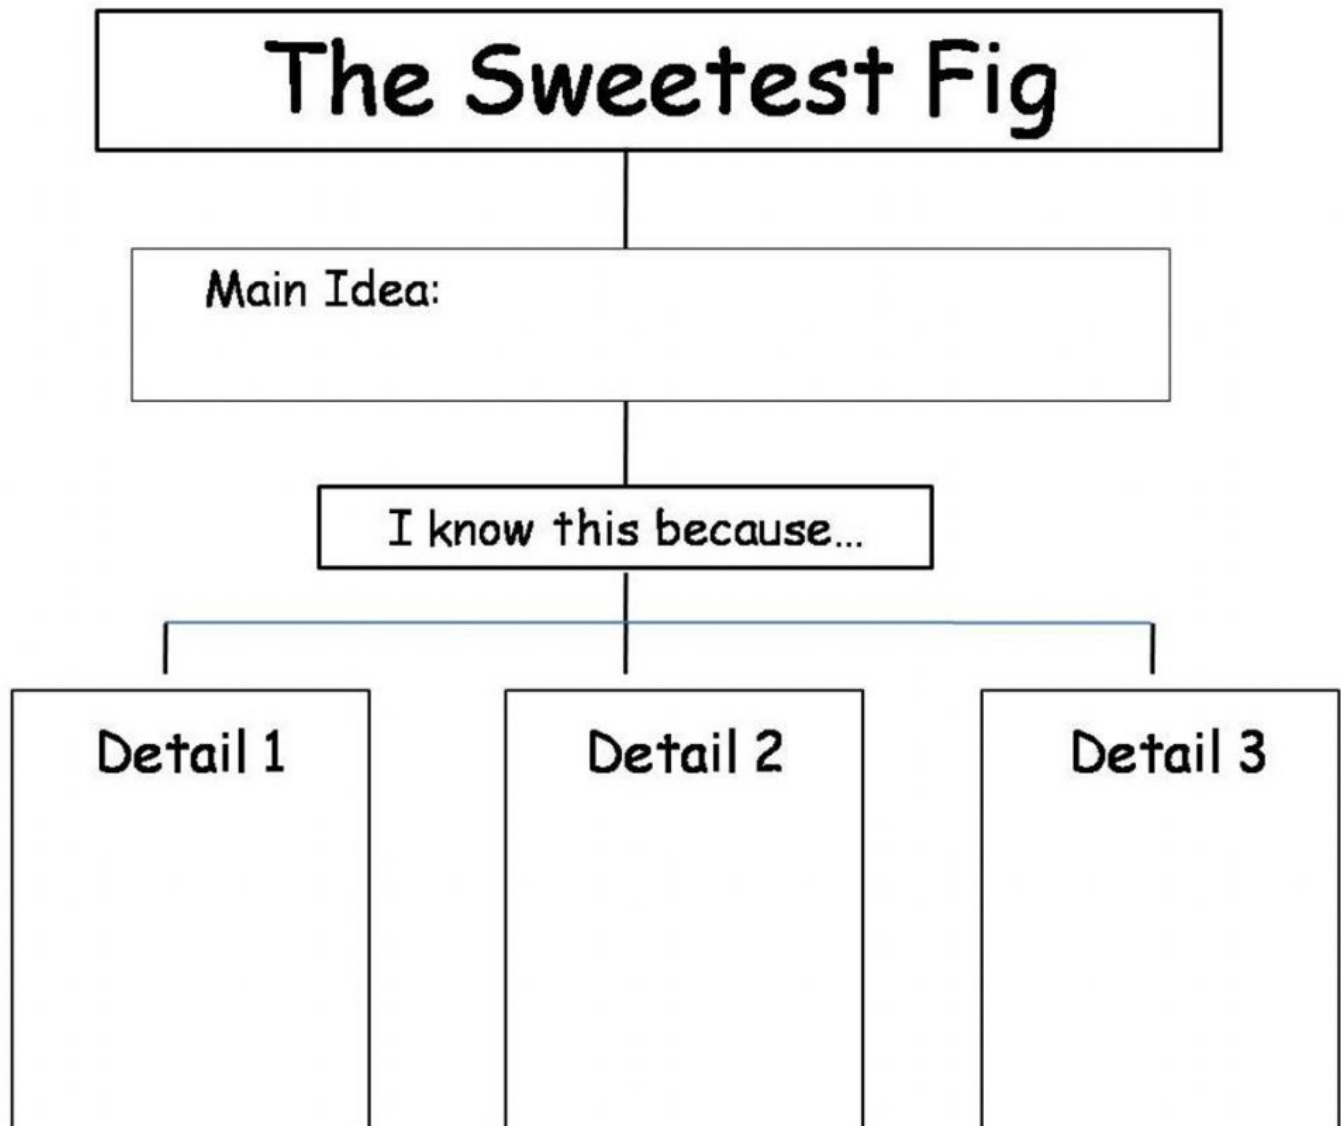 The Sweetest Fig
Main Idea:
I know this because...
Detail 1
Detail 2
Detail 3